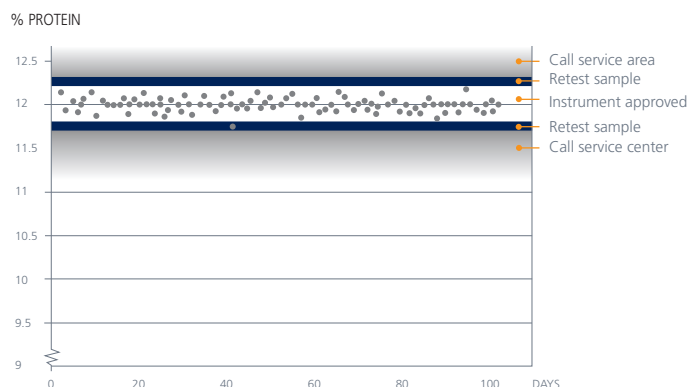 % PROTEIN
12.5
Call service area
Retest sample
12
Instrument approved
Retest sample
11.5
Call service center
11
10.5
10
9.5
9
0 20 40 60 80 100 DAYS